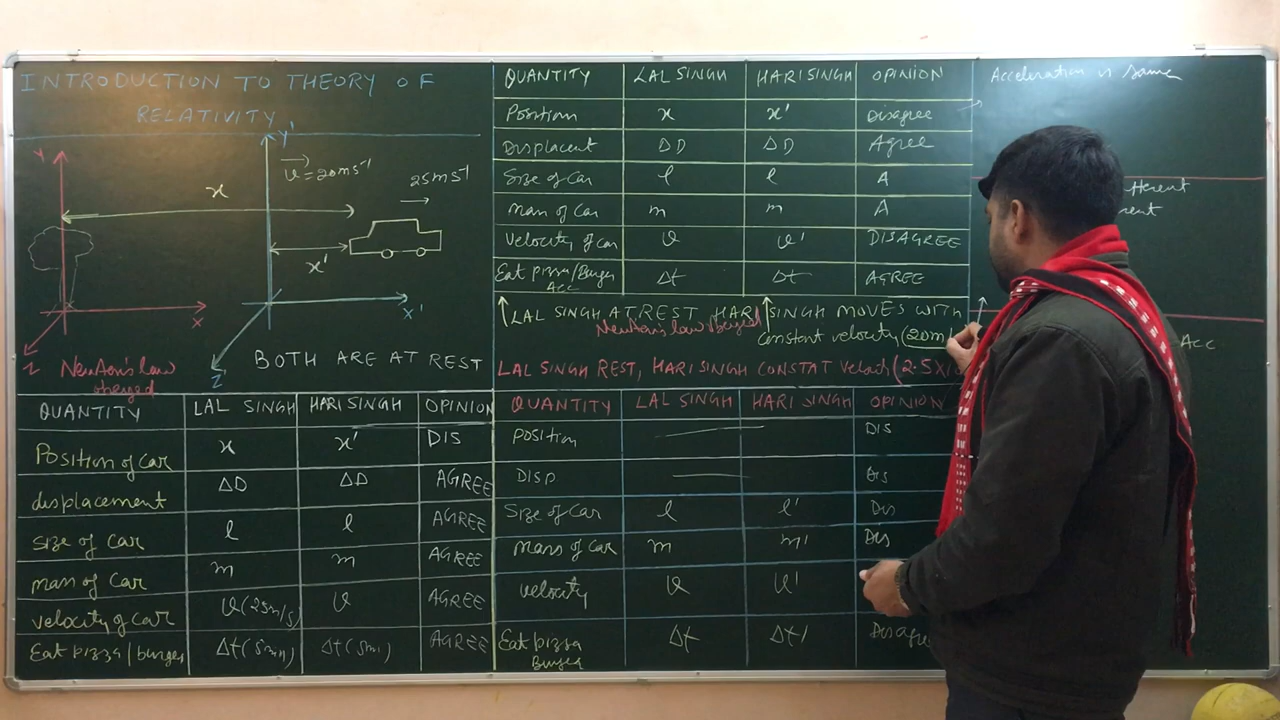 INTRODUCTION TO THEORY OF
RELATIVITY
Y
Y'
V = 20ms⁻¹
25ms⁻¹
x
x'
X
X'
Z
Z
Newton's law
obeyed
BOTH ARE AT REST
QUANTITY LAL SINGH HARI SINGH OPINION
Position of Car x x' DIS
displacement ΔD ΔD AGREE
size of Car l l AGREE
mass of Car m m AGREE
velocity of car v(25m/s) v AGREE
Eat pizza/burger Δt(5min) Δt(5min) AGREE
QUANTITY LAL SINGH HARI SINGH OPINION
Position x x' Disagree
Displacent ΔD ΔD Agree
Size of Car l l A
Mass of Car m m A
Velocity of car v v' DISAGREE
Eat pizza/Burger Δt Δt AGREE
Acc
LAL SINGH AT REST HARI SINGH MOVES WITH
Newton's law obeyed
constant velocity (20m/
LAL SINGH REST, HARI SINGH CONSTAT Velocity (2.5X1
QUANTITY LAL SINGH HARI SINGH OPINION
Position DIS
DISP Dis
Size of Car l l' Dis
Mass of Car m m' Dis
velocity v v'
Eat pizza Δt Δt' Disagre
Burger
Acceleration is same
fferent
rent
Acc